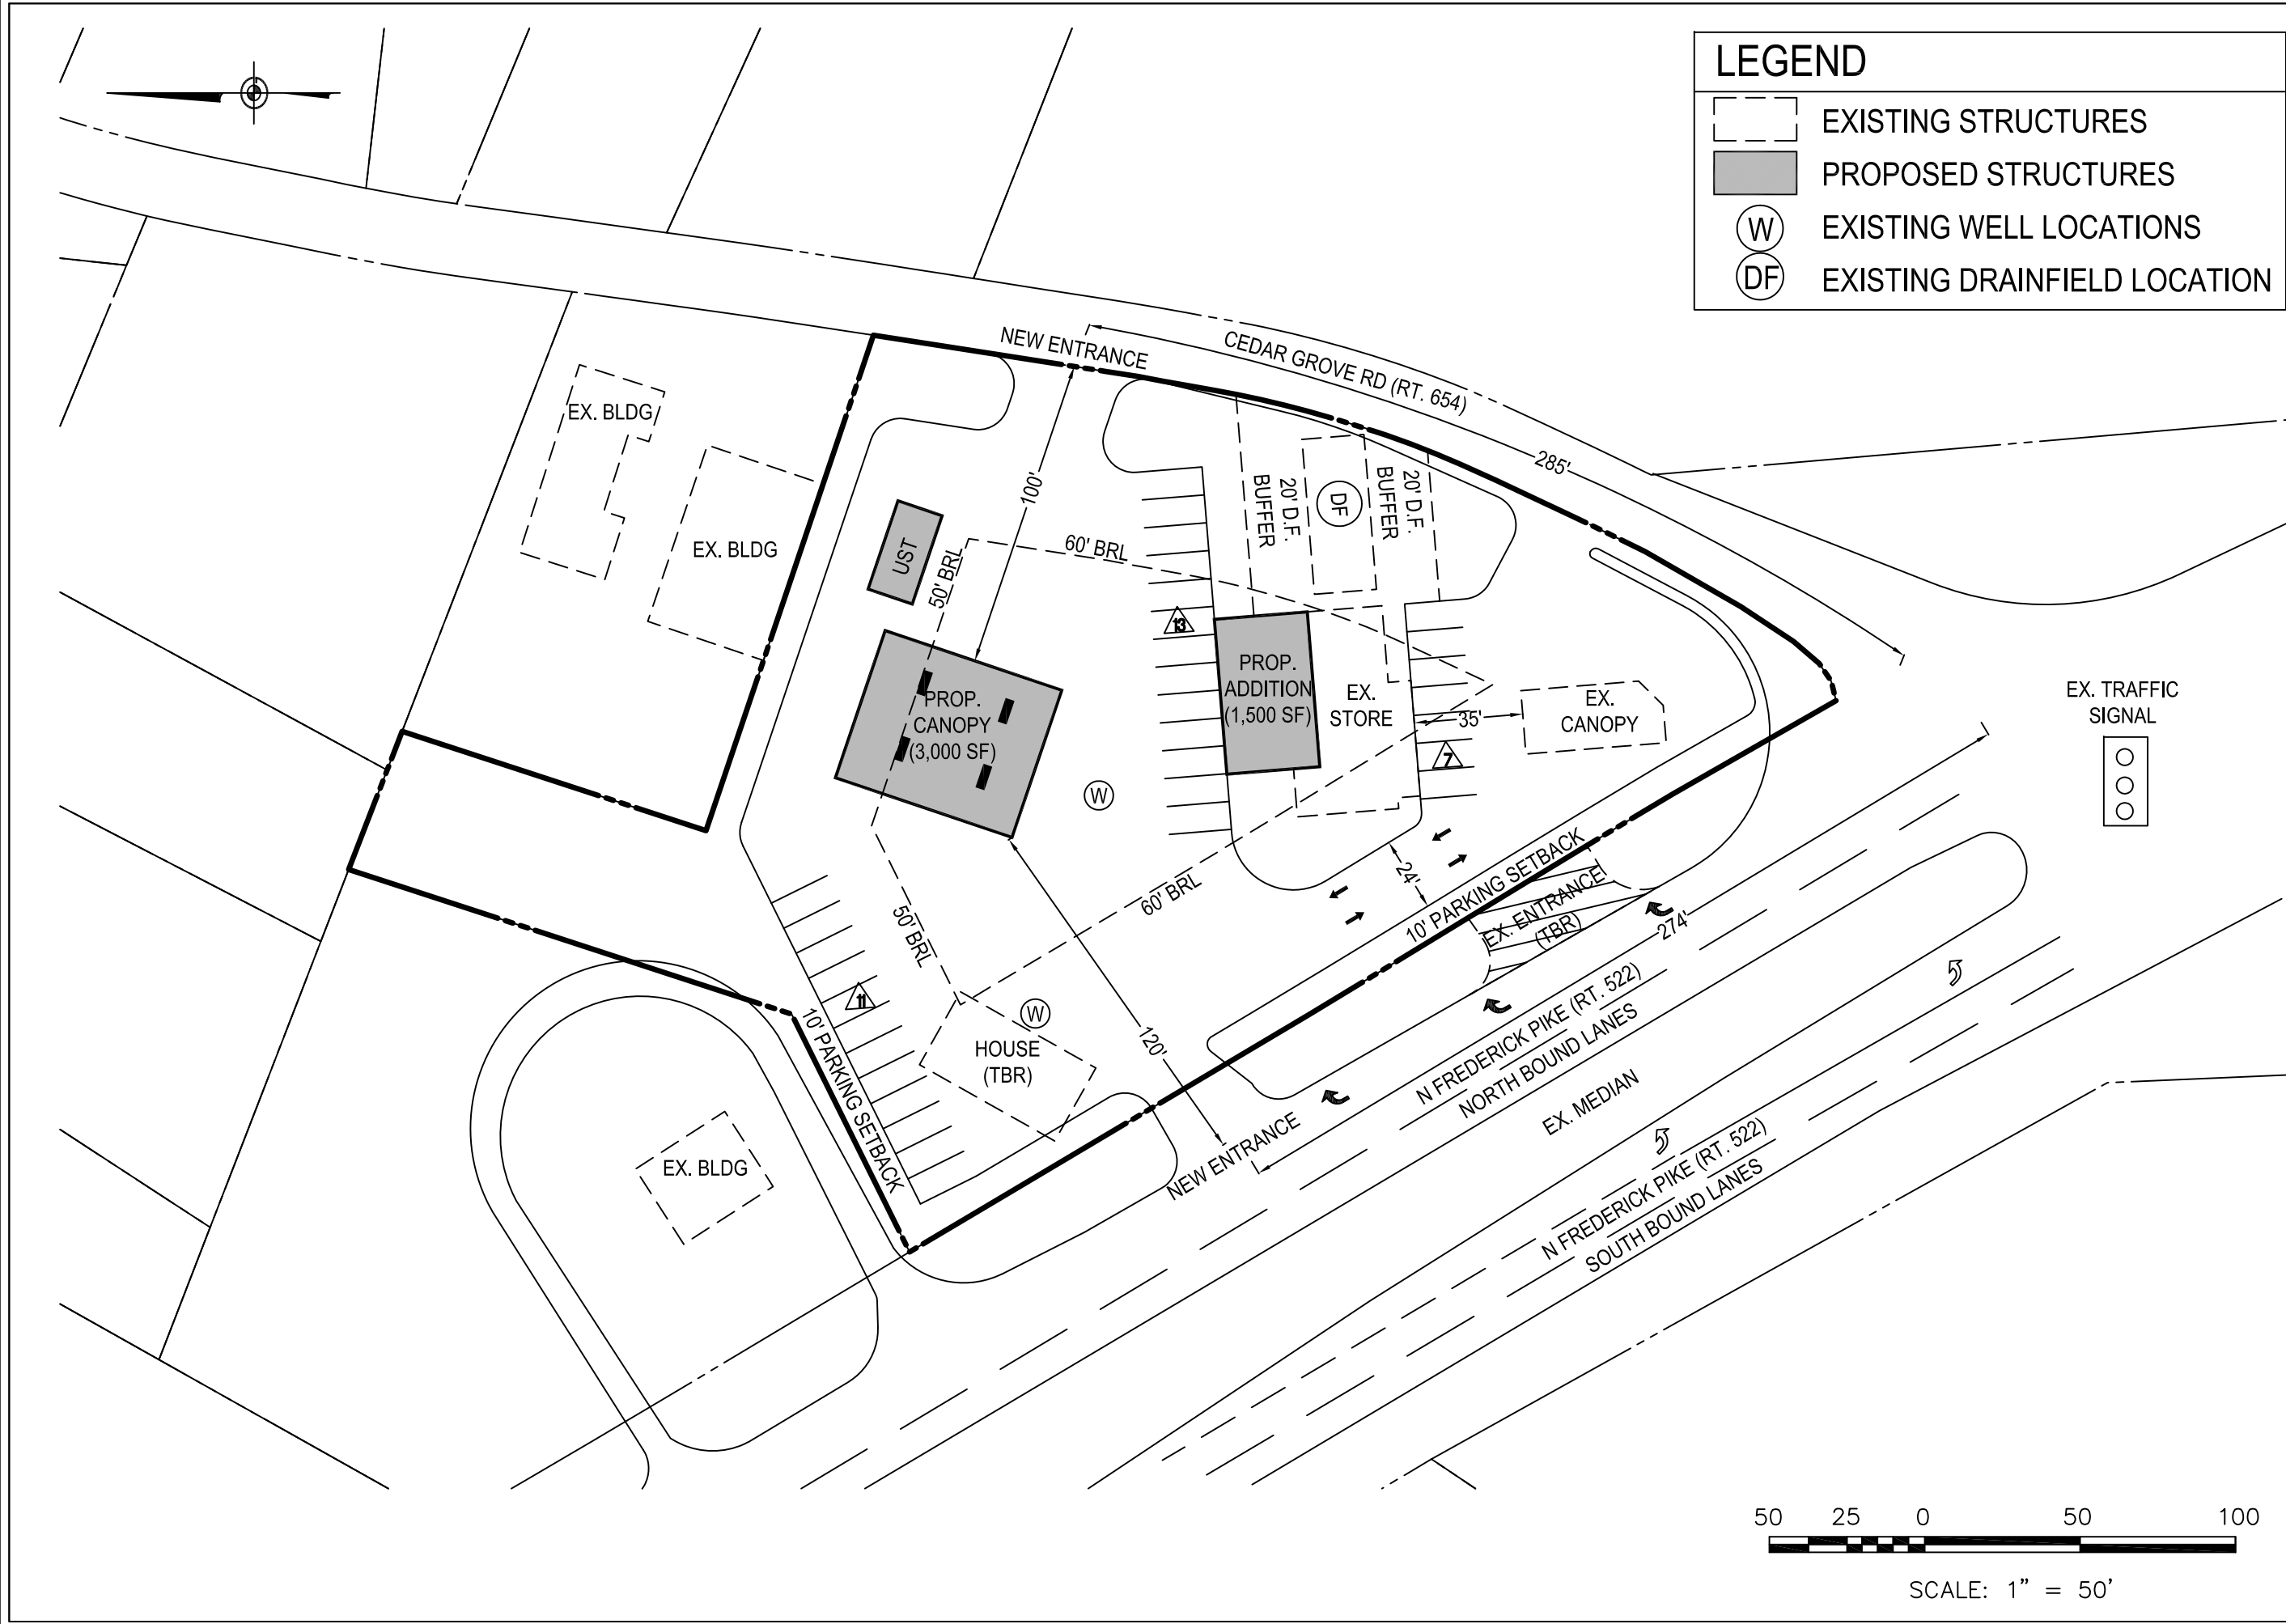 LEGEND
EXISTING STRUCTURES
PROPOSED STRUCTURES
W EXISTING WELL LOCATIONS
DF EXISTING DRAINFIELD LOCATION
NEW ENTRANCE
CEDAR GROVE RD (RT. 654)
285'
EX. BLDG
EX. BLDG
100'
UST
50' BRL
60' BRL
20' D.F.
BUFFER
DF
20' D.F.
BUFFER
13
PROP.
CANOPY
(3,000 SF)
PROP.
ADDITION
(1,500 SF)
EX.
STORE
35'
EX.
CANOPY
7
EX. TRAFFIC
SIGNAL
W
60' BRL
24'
10' PARKING SETBACK
EX. ENTRANCE
(TBR)
274'
50' BRL
11
W
HOUSE
(TBR)
120'
10' PARKING SETBACK
EX. BLDG
NEW ENTRANCE
N FREDERICK PIKE (RT. 522)
NORTH BOUND LANES
EX. MEDIAN
N FREDERICK PIKE (RT. 522)
SOUTH BOUND LANES
50 25 0 50 100
SCALE: 1" = 50'